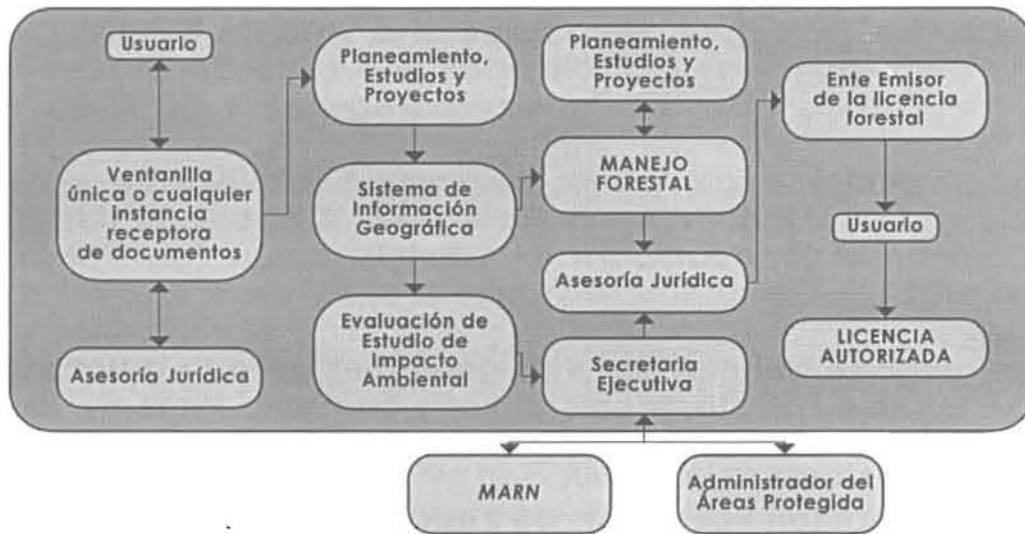 Usuario
Ventanilla
única o cualquier
instancia
receptora
de documentos
Asesoría Jurídica
Planeamiento,
Estudios y
Proyectos
Sistema de
Información
Geográfica
Evaluación de
Estudio de
Impacto
Ambiental
Planeamiento,
Estudios y
Proyectos
MANEJO
FORESTAL
Asesoría Jurídica
Secretaria
Ejecutiva
Ente Emisor
de la licencia
forestal
Usuario
LICENCIA
AUTORIZADA
MARN
Administrador del
Áreas Protegida